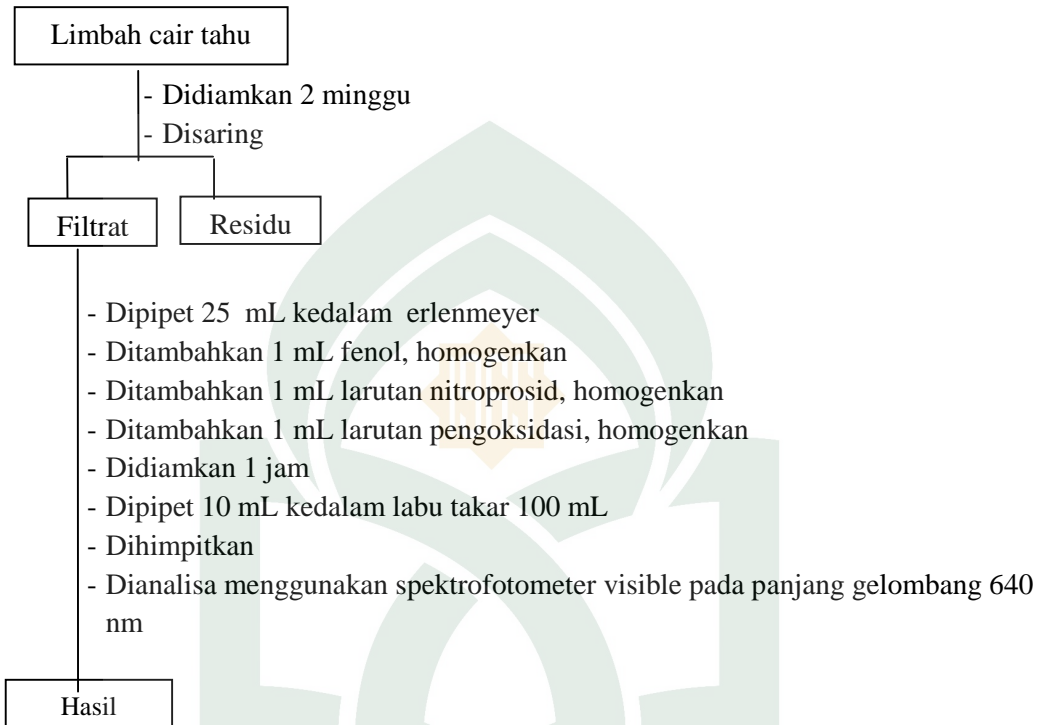 Limbah cair tahu
- Didiamkan 2 minggu
- Disaring
Filtrat
Residu
- Dipipet 25 mL kedalam erlenmeyer
- Ditambahkan 1 mL fenol, homogenkan
- Ditambahkan 1 mL larutan nitroprosid, homogenkan
- Ditambahkan 1 mL larutan pengoksidasi, homogenkan
- Didiamkan 1 jam
- Dipipet 10 mL kedalam labu takar 100 mL
- Dihimpitkan
- Dianalisa menggunakan spektrofotometer visible pada panjang gelombang 640
nm
Hasil